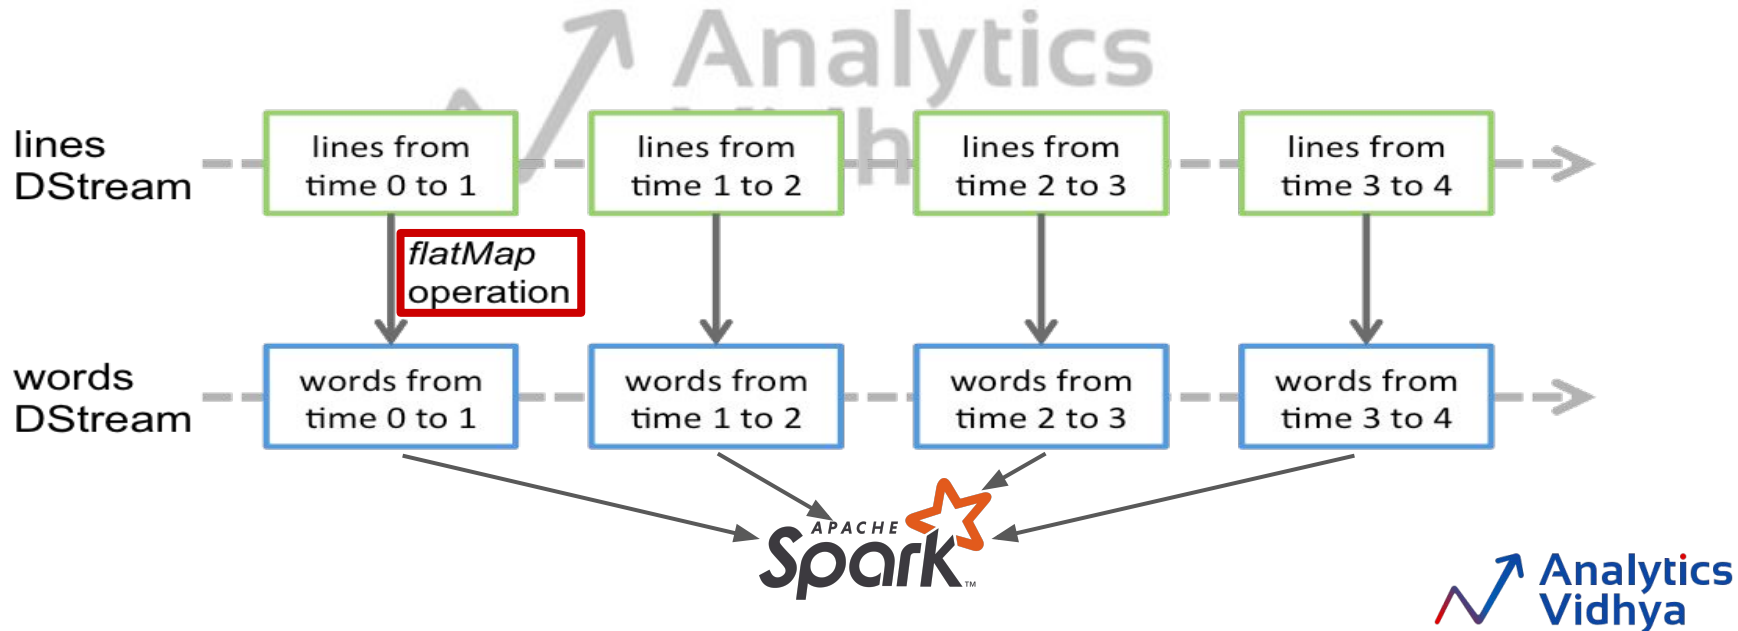 Analytics
lines
DStream
lines from
time 0 to 1
lines from
time 1 to 2
lines from
time 2 to 3
lines from
time 3 to 4
flatMap
operation
words
DStream
words from
time 0 to 1
words from
time 1 to 2
words from
time 2 to 3
words from
time 3 to 4
APACHE
Spark™
Analytics
Vidhya